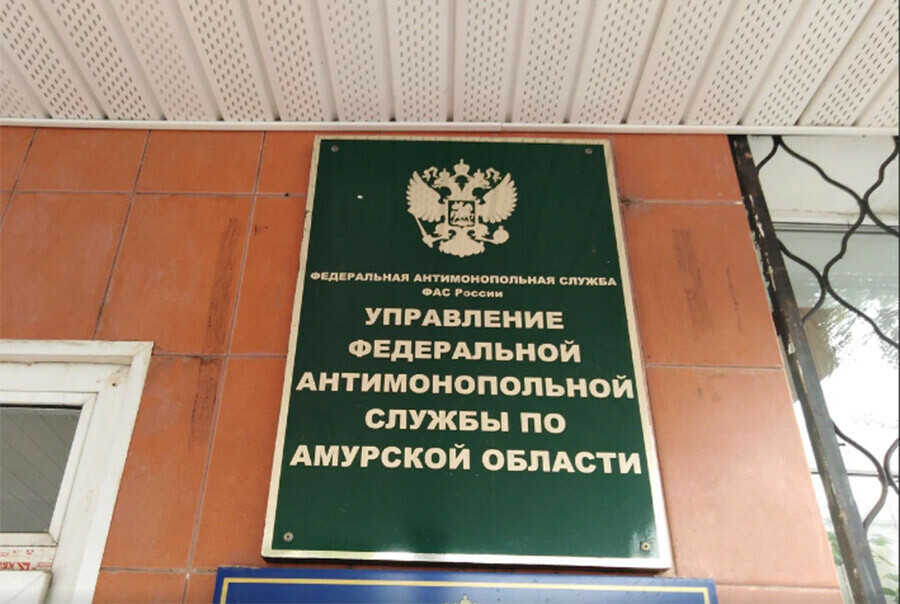 ФЕДЕРАЛЬНАЯ АНТИМОНОПОЛЬНАЯ СЛУЖБА
ФАС России
УПРАВЛЕНИЕ
ФЕДЕРАЛЬНОЙ
АНТИМОНОПОЛЬНОЙ
СЛУЖБЫ ПО
АМУРСКОЙ ОБЛАСТИ